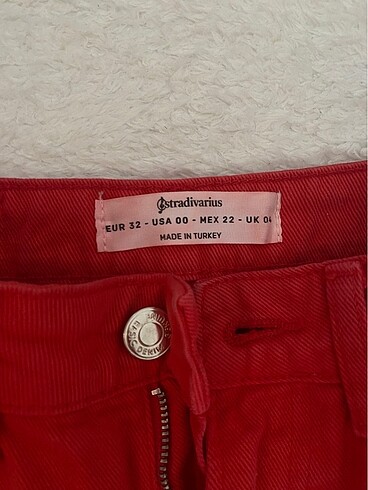 stradivarius
EUR 32 - USA 00 - MEX 22 - UK 04
MADE IN TURKEY